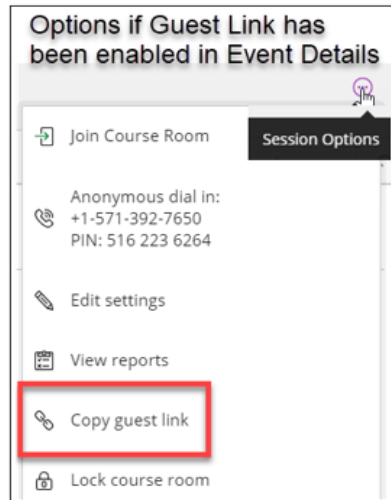 Options if Guest Link has
been enabled in Event Details
Join Course Room
Session Options
Anonymous dial in:
+1-571-392-7650
PIN: 516 223 6264
Edit settings
View reports
Copy guest link
Lock course room